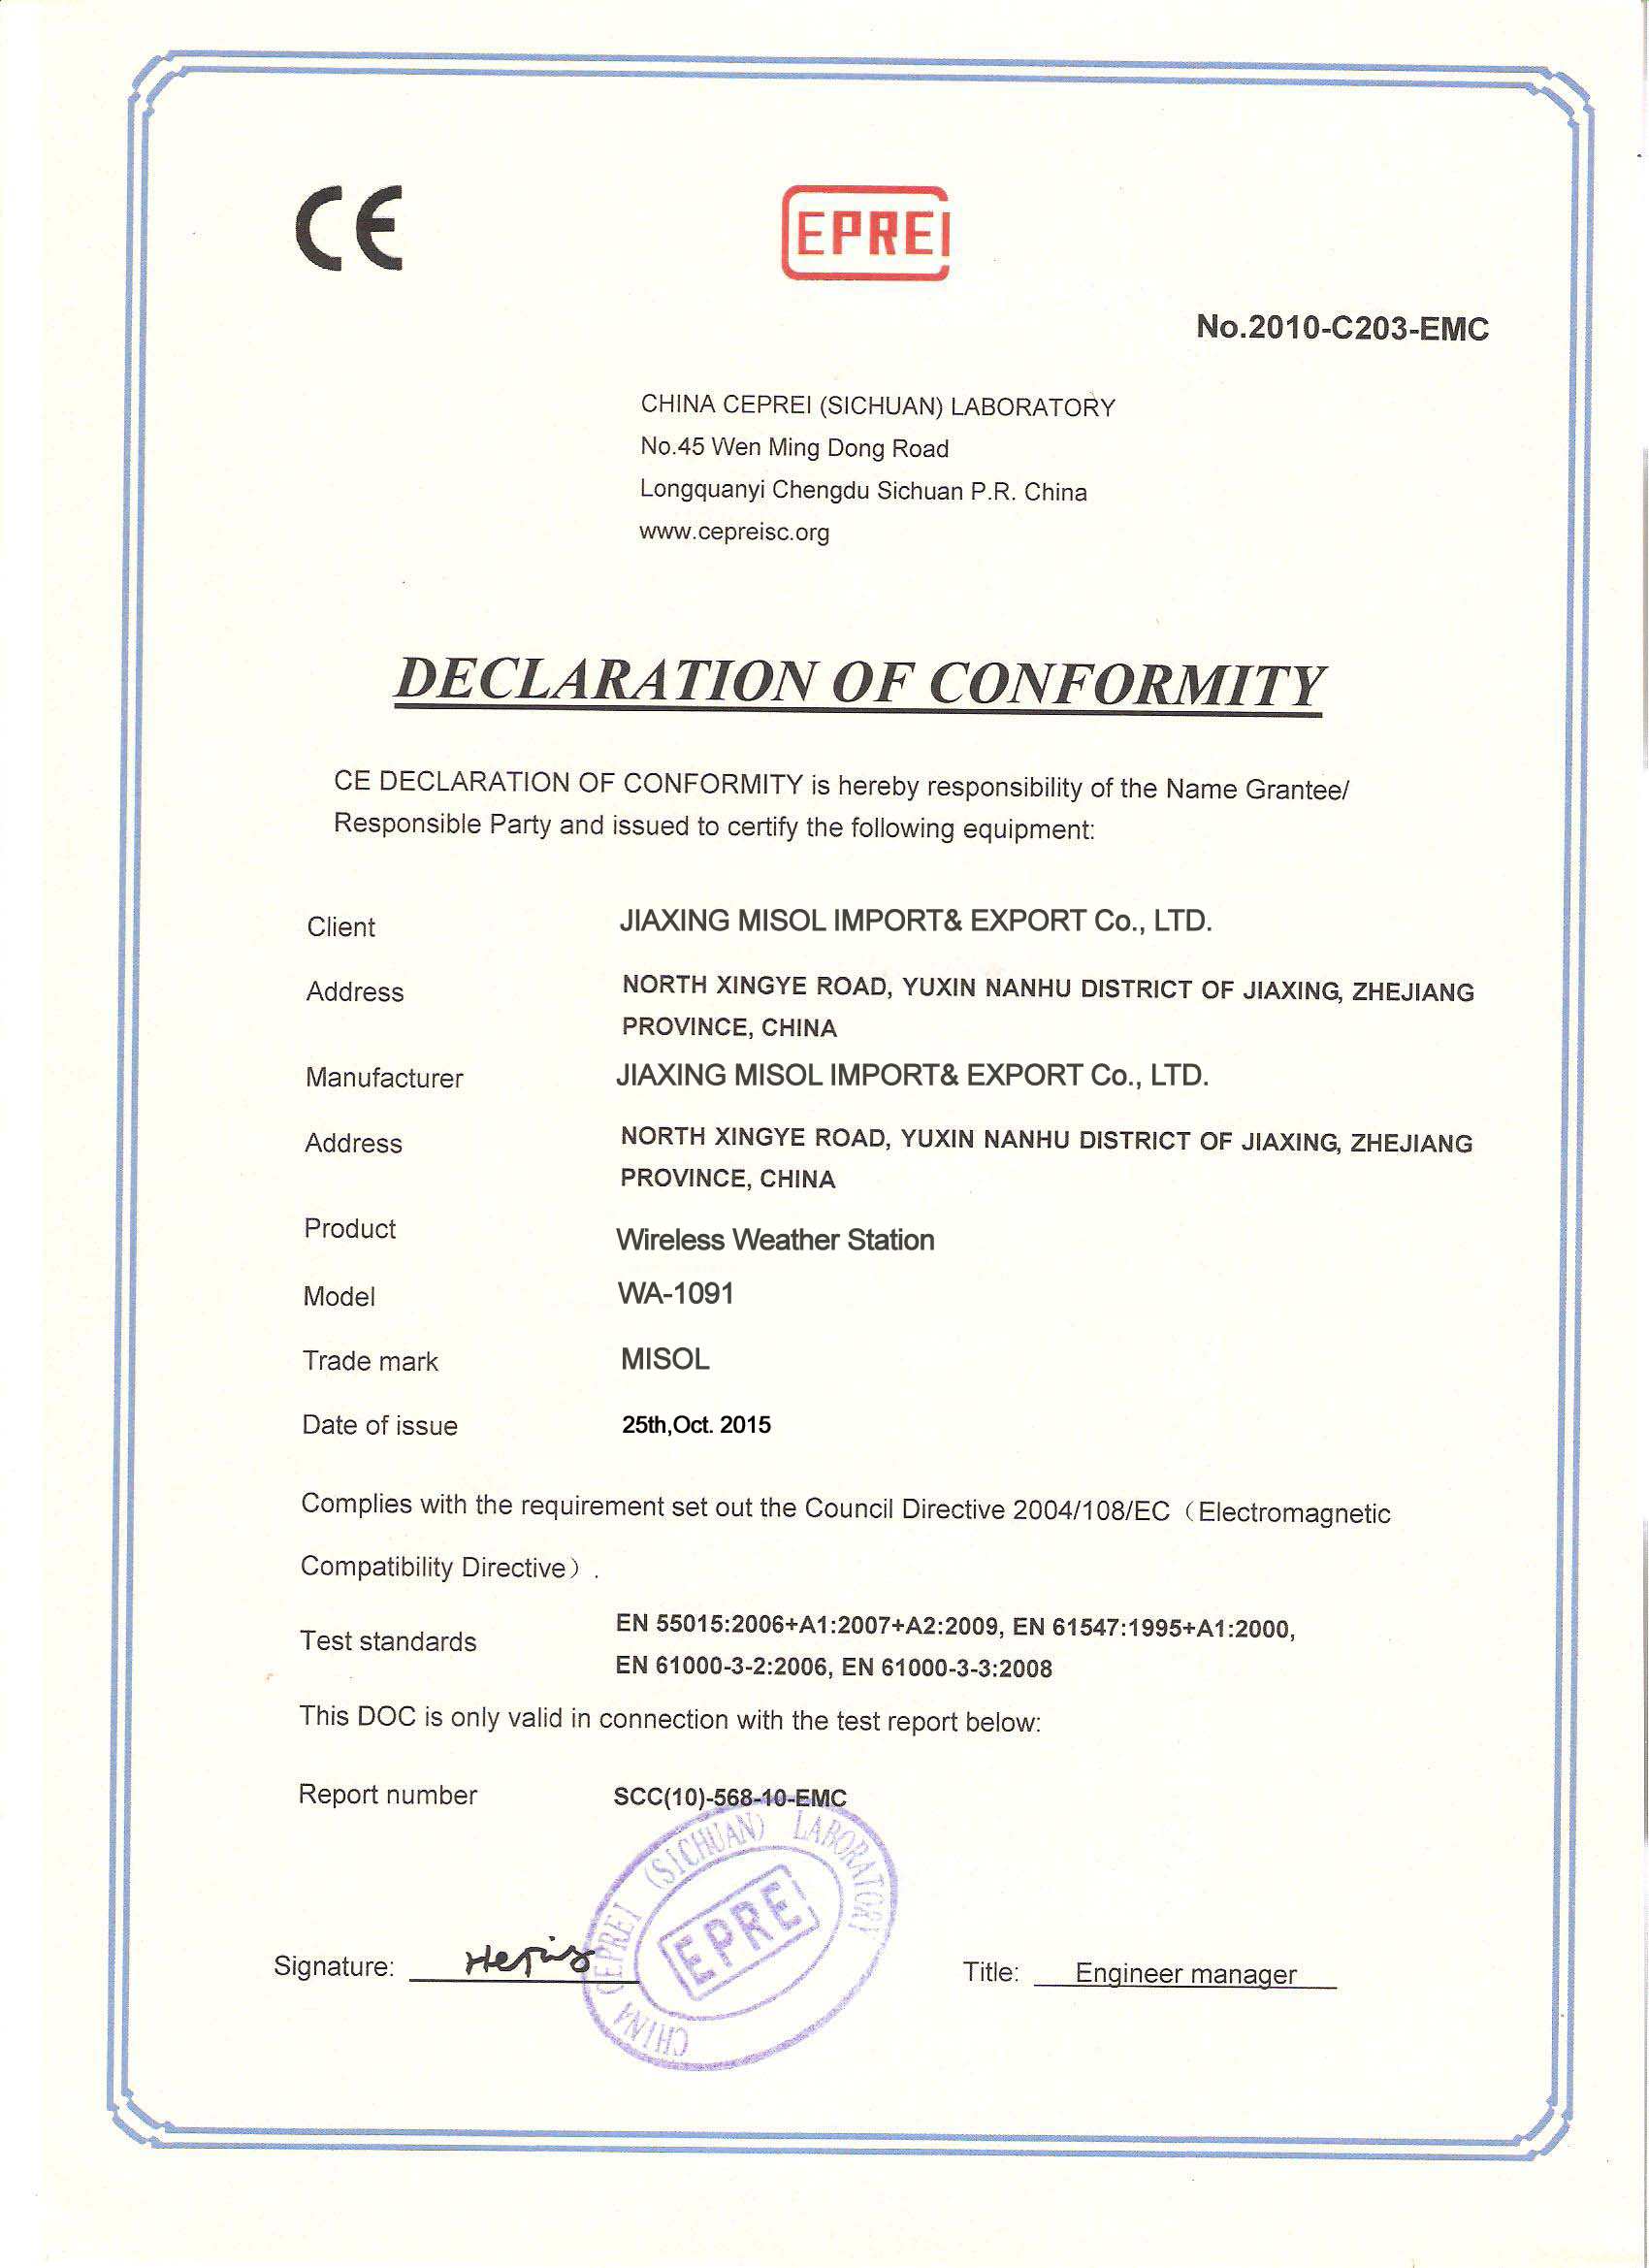 CE
EPREI
No.2010-C203-EMC
CHINA CEPREI (SICHUAN) LABORATORY
No.45 Wen Ming Dong Road
Longquanyi Chengdu Sichuan P.R. China
www.cepreisc.org
DECLARATION OF CONFORMITY
CE DECLARATION OF CONFORMITY is hereby responsibility of the Name Grantee/
Responsible Party and issued to certify the following equipment:
Client JIAXING MISOL IMPORT& EXPORT Co., LTD.
Address NORTH XINGYE ROAD, YUXIN NANHU DISTRICT OF JIAXING, ZHEJIANG
PROVINCE, CHINA
Manufacturer JIAXING MISOL IMPORT& EXPORT Co., LTD.
Address NORTH XINGYE ROAD, YUXIN NANHU DISTRICT OF JIAXING, ZHEJIANG
PROVINCE, CHINA
Product Wireless Weather Station
Model WA-1091
Trade mark MISOL
Date of issue 25th,Oct. 2015
Complies with the requirement set out the Council Directive 2004/108/EC（Electromagnetic
Compatibility Directive）.
Test standards EN 55015:2006+A1:2007+A2:2009, EN 61547:1995+A1:2000,
EN 61000-3-2:2006, EN 61000-3-3:2008
This DOC is only valid in connection with the test report below:
Report number SCC(10)-568-10-EMC
CHINA CEPREI (SICHUAN) LABORATORY
EPREI
Signature: Title: Engineer manager